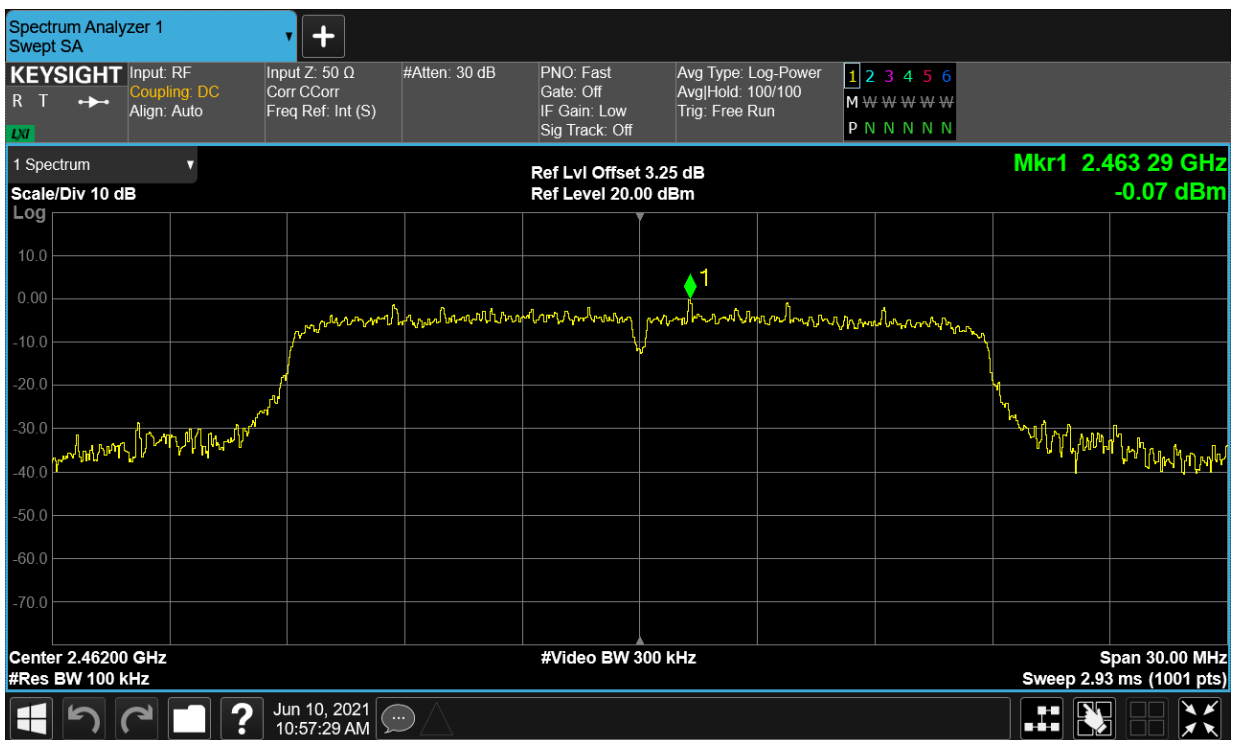 Spectrum Analyzer 1
Swept SA
KEYSIGHT
R T
LXI
Input: RF
Coupling: DC
Align: Auto
Input Z: 50 Ω
Corr CCorr
Freq Ref: Int (S)
#Atten: 30 dB
PNO: Fast
Gate: Off
IF Gain: Low
Sig Track: Off
Avg Type: Log-Power
Avg|Hold: 100/100
Trig: Free Run
1 2 3 4 5 6
M W W W W W
P N N N N N
1 Spectrum
Scale/Div 10 dB
Ref Lvl Offset 3.25 dB
Ref Level 20.00 dBm
Mkr1 2.463 29 GHz
-0.07 dBm
Log
10.0
0.00
-10.0
-20.0
-30.0
-40.0
-50.0
-60.0
-70.0
1
Center 2.46200 GHz
#Res BW 100 kHz
#Video BW 300 kHz
Span 30.00 MHz
Sweep 2.93 ms (1001 pts)
?
Jun 10, 2021
10:57:29 AM